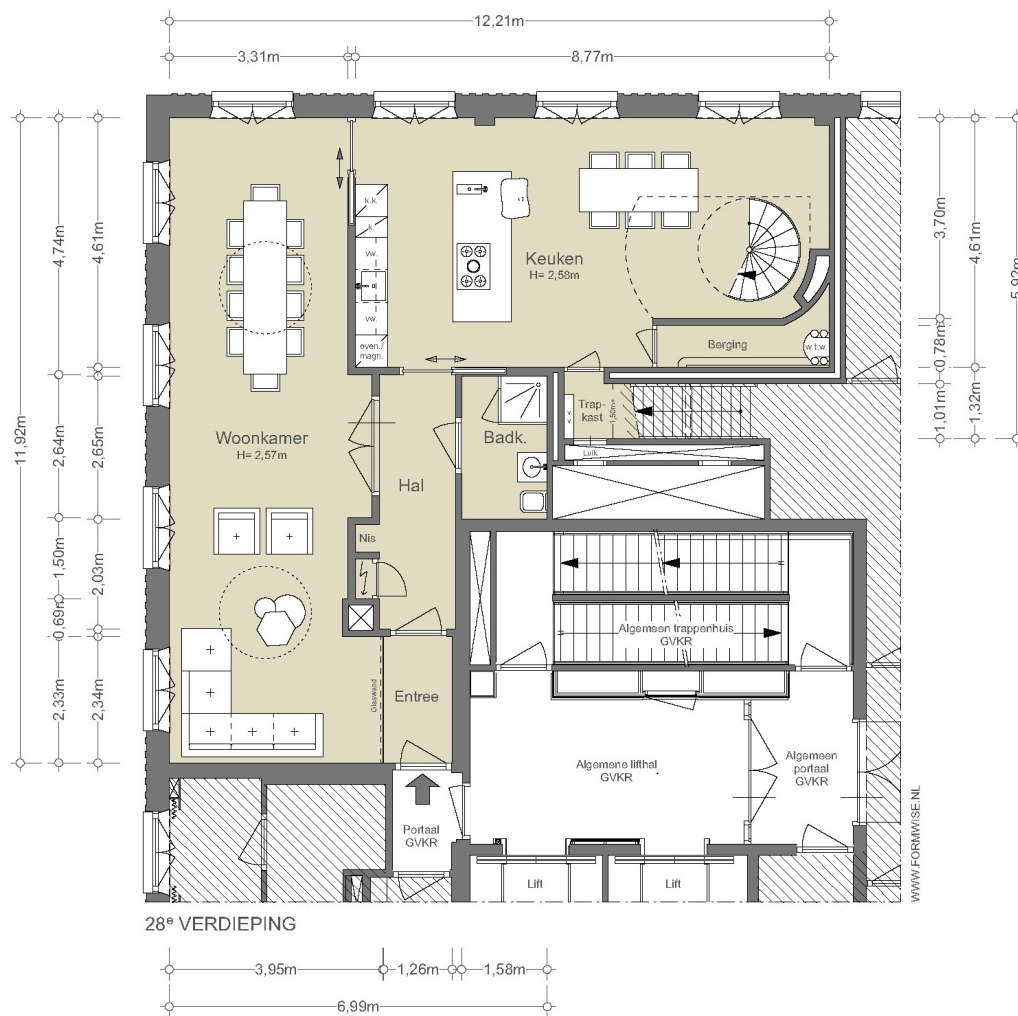 12,21m
3,31m
8,77m
11,92m
4,74m
4,61m
2,64m
2,65m
1,50m
2,03m
0,69m
2,33m
2,34m
3,70m
4,61m
5,92m
0,78m
1,01m
1,32m
k.k.
k.
vw.
vw.
oven./
magn.
Keuken
H= 2,58m
Berging
w.t.w.
Woonkamer
H= 2,57m
Hal
Badk.
Trap-
kast
1,50m+
Luik
Nis
Glaswand
Entree
Algemeen trappenhuis
GVKR
Algemene lifthal
GVKR
Algemeen
portaal
GVKR
Portaal
GVKR
Lift
Lift
WWW.FORMWISE.NL
28e VERDIEPING
3,95m
1,26m
1,58m
6,99m